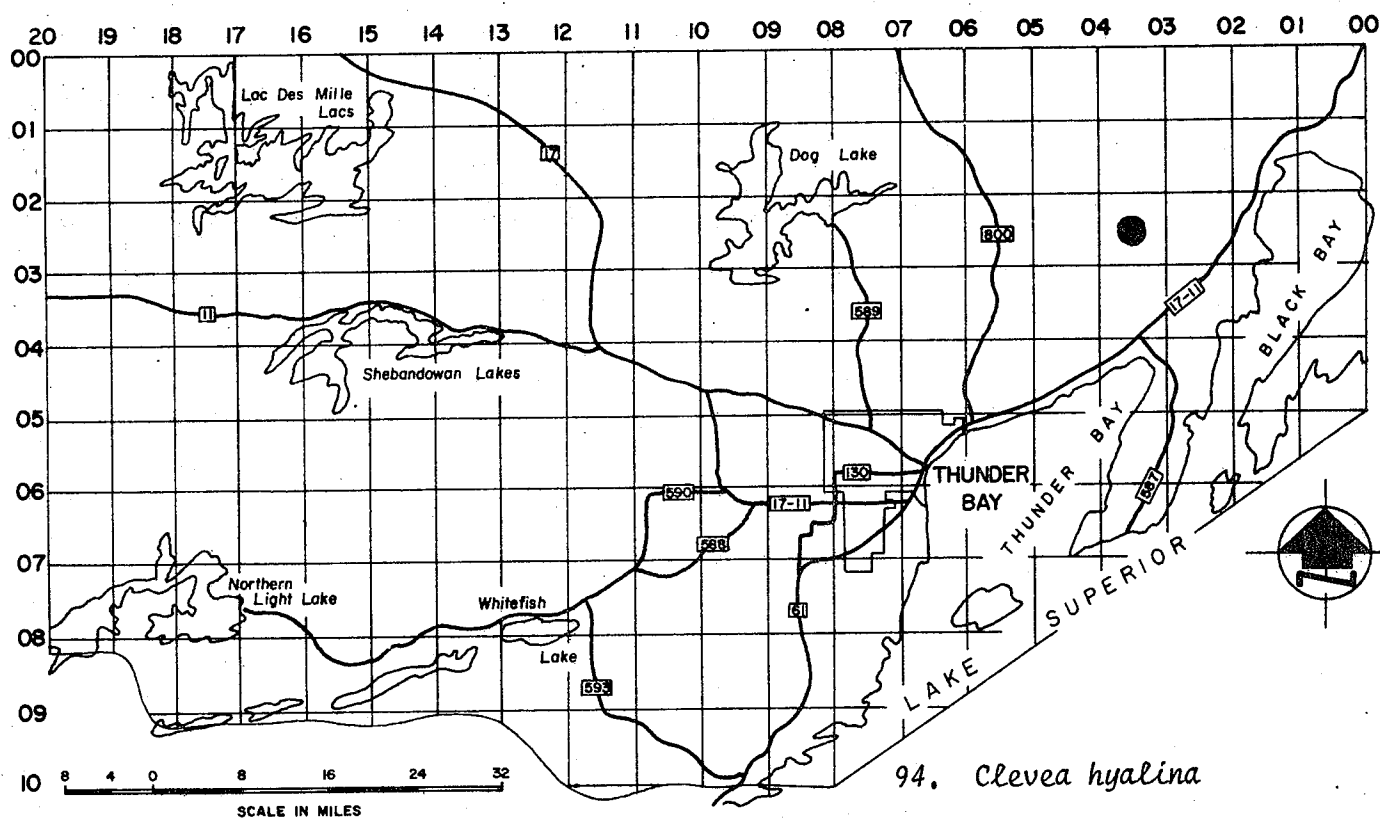 20 19 18 17 16 15 14 13 12 11 10 09 08 07 06 05 04 03 02 01 00
00
Lac Des Mille
Lacs
01
17
Dog Lake
02
800
BLACK BAY
03
17-11
11
589
04
Shebandowan Lakes
05
THUNDER BAY
130
THUNDER
BAY
587
06
590
17-11
588
07
Northern
Light Lake
Whitefish
61
LAKE SUPERIOR
08
Lake
593
09
10
8 4 0 8 16 24 32
SCALE IN MILES
94. Clevea hyalina
N